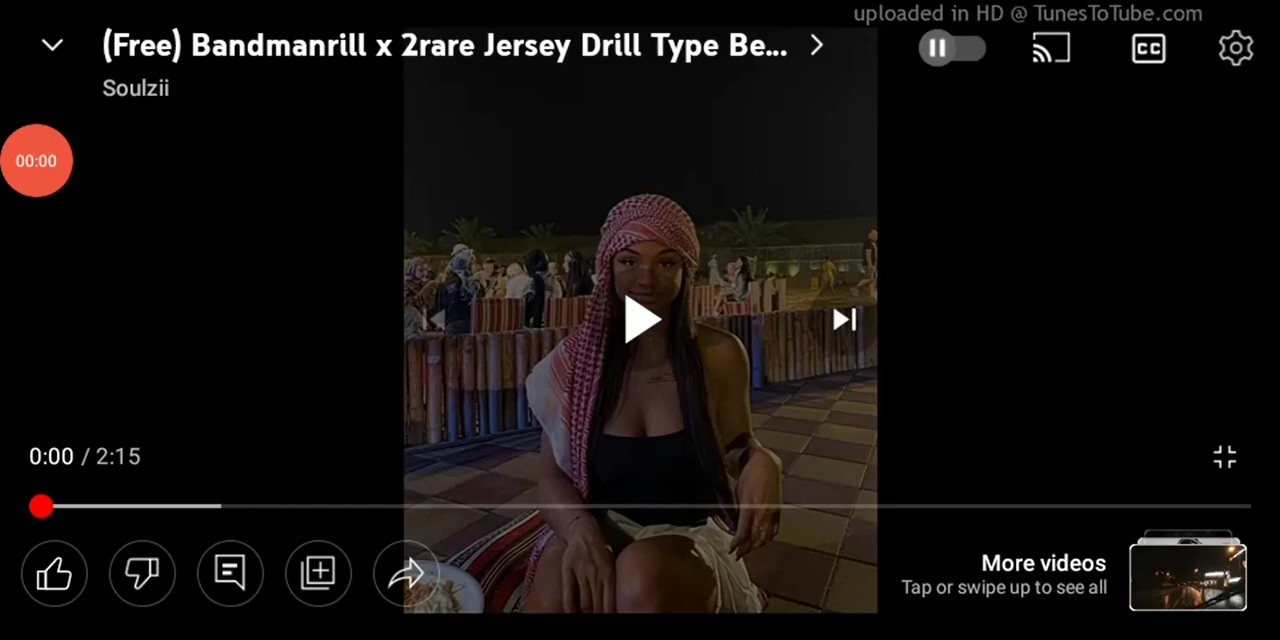 uploaded in HD @ TunesToTube.com
(Free) Bandmanrill x 2rare Jersey Drill Type Be...
CC
Soulzii
00:00
0:00 / 2:15
More videos
Tap or swipe up to see all